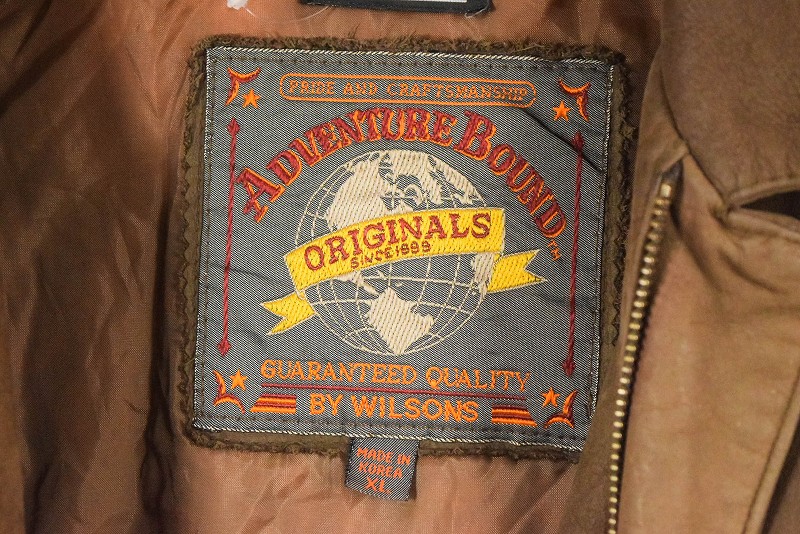 PRIDE AND CRAFTSMANSHIP
ADVENTURE BOUND™
ORIGINALS
SINCE 1899
GUARANTEED QUALITY
BY WILSONS
MADE IN
KOREA
XL